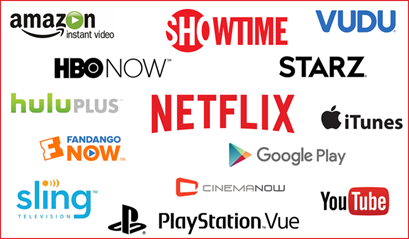 amazon
instant video
SHOWTIME
VUDU
HBO NOW
STARZ
huluPLUS
NETFLIX
iTunes
FANDANGO
NOW
Google Play
sling
TELEVISION
CINEMANOW
YouTube
PlayStation Vue